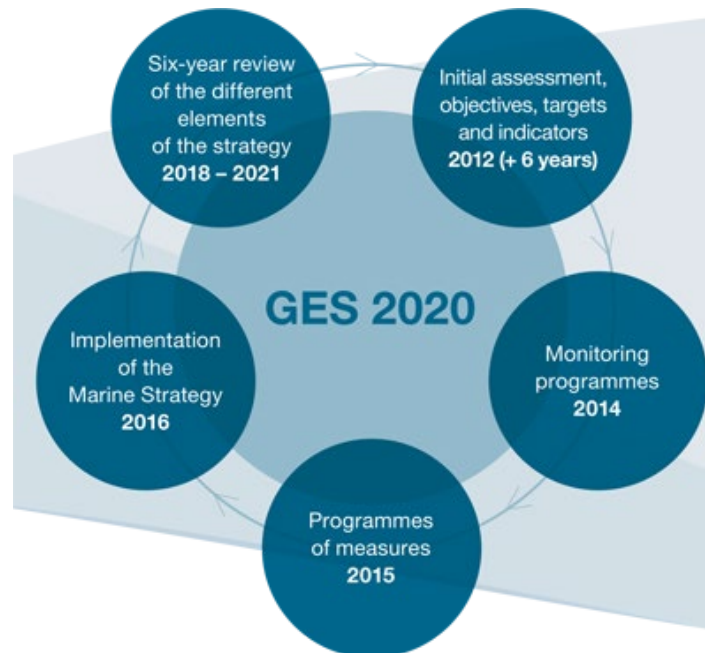 Six-year review
of the different
elements
of the strategy
2018 – 2021
Initial assessment,
objectives, targets
and indicators
2012 (+ 6 years)
GES 2020
Implementation
of the
Marine Strategy
2016
Monitoring
programmes
2014
Programmes
of measures
2015